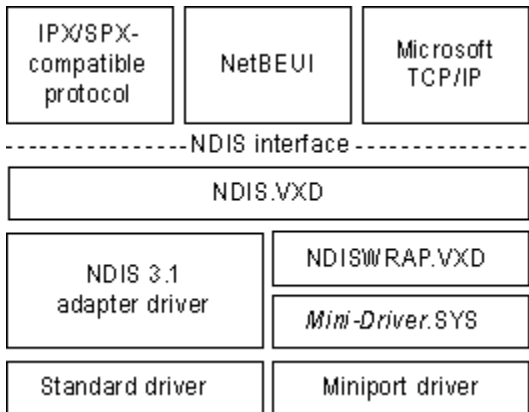 IPX/SPX-
compatible
protocol
NetBEUI
Microsoft
TCP/IP
NDIS interface
NDIS.VXD
NDIS 3.1
adapter driver
NDISWRAP.VXD
Mini-Driver.SYS
Standard driver
Miniport driver